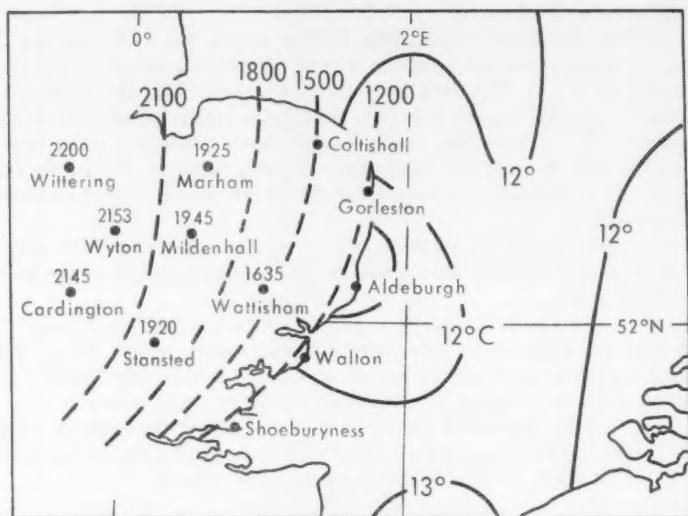 0°
2°E
2100
1800
1500
1200
Coltishall
2200
Wittering
1925
Marham
12°
Gorleston
12°
2153
Wyton
1945
Mildenhall
2145
Cardington
1635
Wattisham
Aldeburgh
12°C
52°N
1920
Stansted
Walton
Shoeburyness
13°